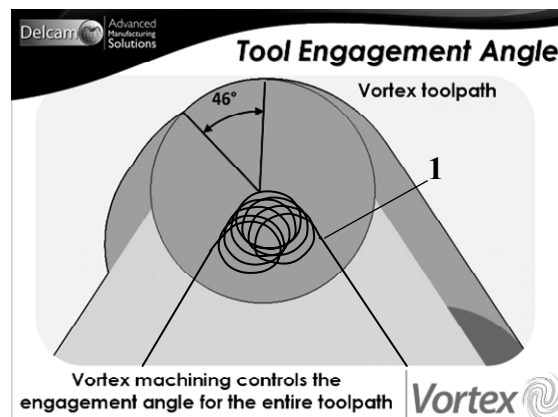 Delcam
Advanced
Manufacturing
Solutions
Tool Engagement Angle
Vortex toolpath
46°
1
Vortex machining controls the
engagement angle for the entire toolpath
Vortex